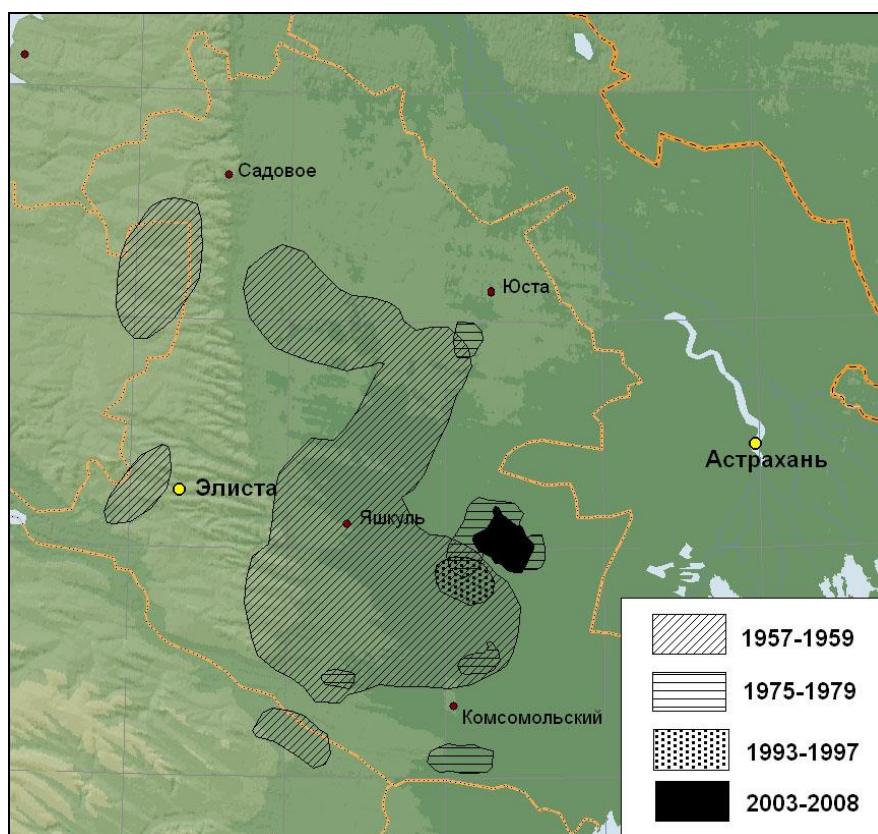 Садовое
Юста
Астрахань
Элиста
Яшкуль
Комсомольский
1957-1959
1975-1979
1993-1997
2003-2008